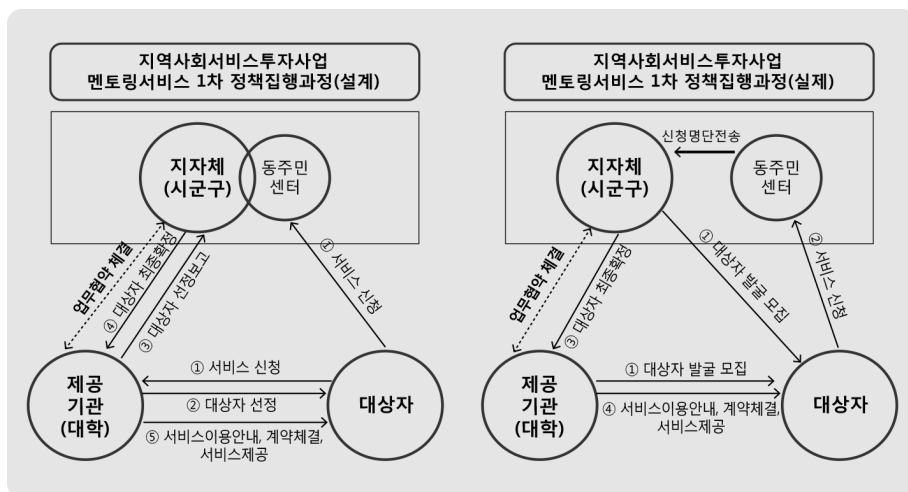 지역사회서비스투자사업
멘토링서비스 1차 정책집행과정(설계)
지자체
(시군구)
동주민
센터
업무협약 체결
④ 대상자 최종확정
③ 대상자 선정보고
① 서비스 신청
제공
기관
(대학)
① 서비스 신청
② 대상자 선정
⑤ 서비스이용안내, 계약체결,
서비스제공
대상자
지역사회서비스투자사업
멘토링서비스 1차 정책집행과정(실제)
지자체
(시군구)
신청명단전송
동주민
센터
업무협약 체결
③ 대상자 최종확정
① 대상자 발굴 모집
② 서비스 신청
제공
기관
(대학)
① 대상자 발굴 모집
④ 서비스이용안내, 계약체결,
서비스제공
대상자